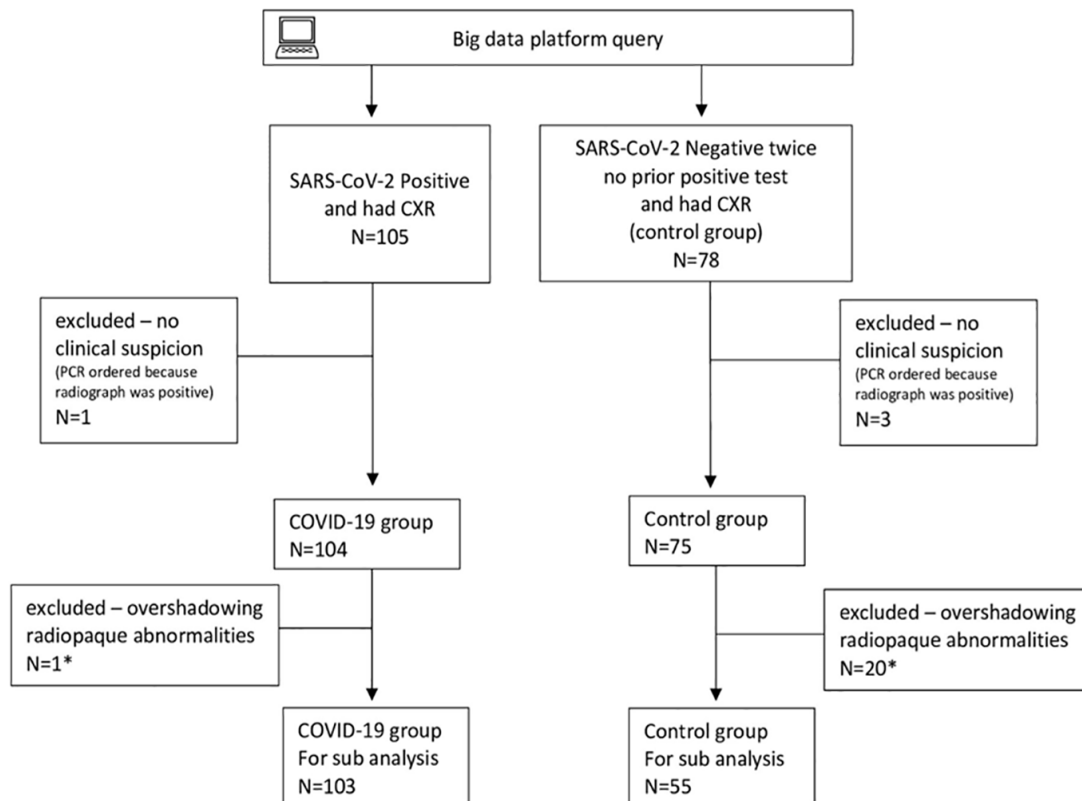 Big data platform query
SARS-CoV-2 Positive
and had CXR
N=105
SARS-CoV-2 Negative twice
no prior positive test
and had CXR
(control group)
N=78
excluded – no
clinical suspicion
(PCR ordered because
radiograph was positive)
N=1
excluded – no
clinical suspicion
(PCR ordered because
radiograph was positive)
N=3
COVID-19 group
N=104
Control group
N=75
excluded – overshadowing
radiopaque abnormalities
N=1*
excluded – overshadowing
radiopaque abnormalities
N=20*
COVID-19 group
For sub analysis
N=103
Control group
For sub analysis
N=55